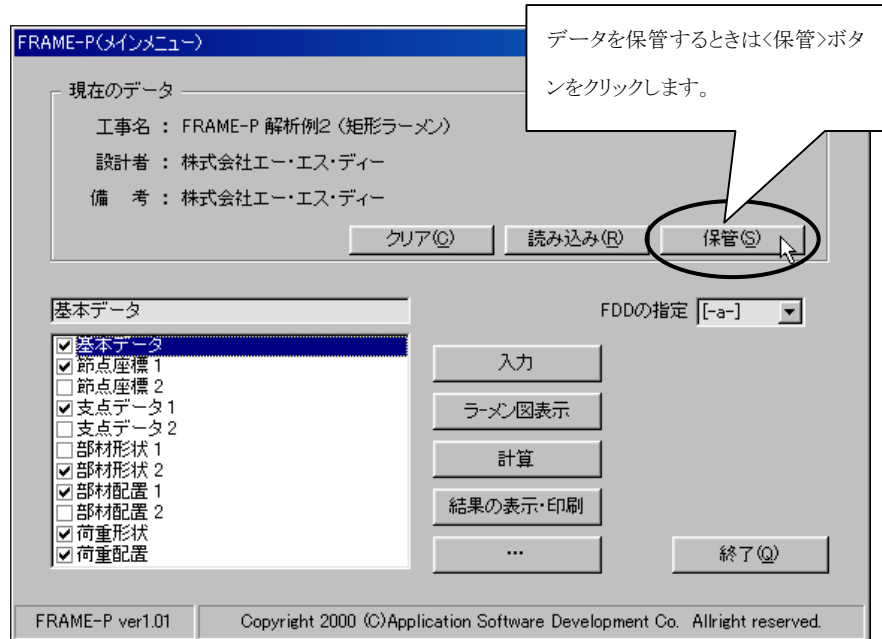 データを保管するときは<保管>ボタ
ンをクリックします。
FRAME-P(メインメニュー)
現在のデータ
工事名 : FRAME-P 解析例2 (矩形ラーメン)
設計者 : 株式会社エー・エス・ディー
備 考 : 株式会社エー・エス・ディー
クリア(C) 読み込み(R) 保管(S)
基本データ FDDの指定 [-a-]
基本データ
節点座標 1
節点座標 2
支点データ 1
支点データ 2
部材形状 1
部材形状 2
部材配置 1
部材配置 2
荷重形状
荷重配置
入力
ラーメン図表示
計算
結果の表示・印刷
...
終了(Q)
FRAME-P ver1.01 Copyright 2000 (C)Application Software Development Co. Allright reserved.